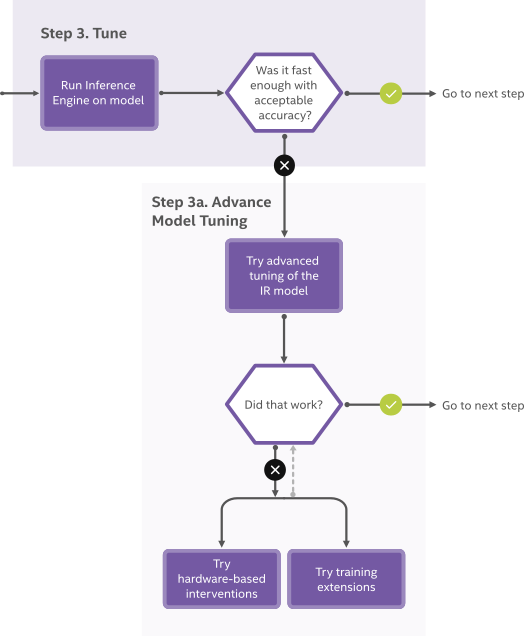 Step 3. Tune
Run Inference
Engine on model
Was it fast
enough with
acceptable
accuracy?
Go to next step
Step 3a. Advance
Model Tuning
Try advanced
tuning of the
IR model
Did that work?
Go to next step
Try
hardware-based
interventions
Try training
extensions